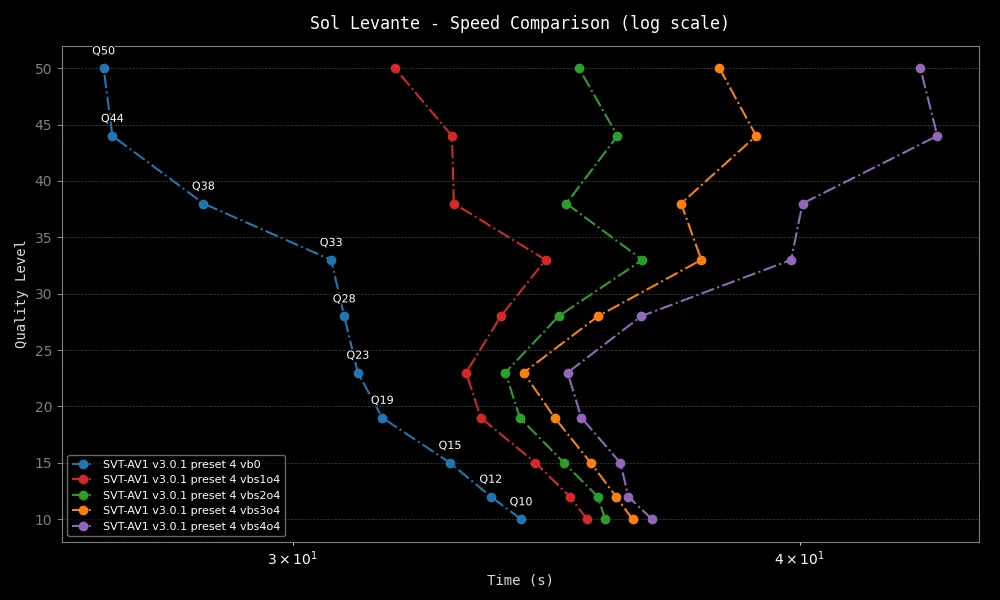 Sol Levante - Speed Comparison (log scale)
Quality Level
50
45
40
35
30
25
20
15
10
Q50
Q44
Q38
Q33
Q28
Q23
Q19
Q15
Q12
Q10
SVT-AV1 v3.0.1 preset 4 vb0
SVT-AV1 v3.0.1 preset 4 vbs1o4
SVT-AV1 v3.0.1 preset 4 vbs2o4
SVT-AV1 v3.0.1 preset 4 vbs3o4
SVT-AV1 v3.0.1 preset 4 vbs4o4
3 × 10¹
4 × 10¹
Time (s)